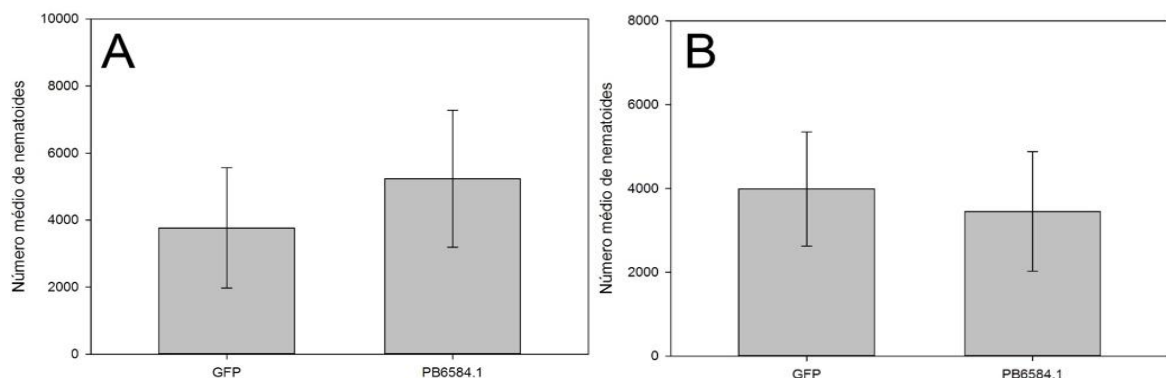 A
Número médio de nematoides
10000
8000
6000
4000
2000
0
GFP
PB6584.1
B
Número médio de nematoides
8000
6000
4000
2000
0
GFP
PB6584.1